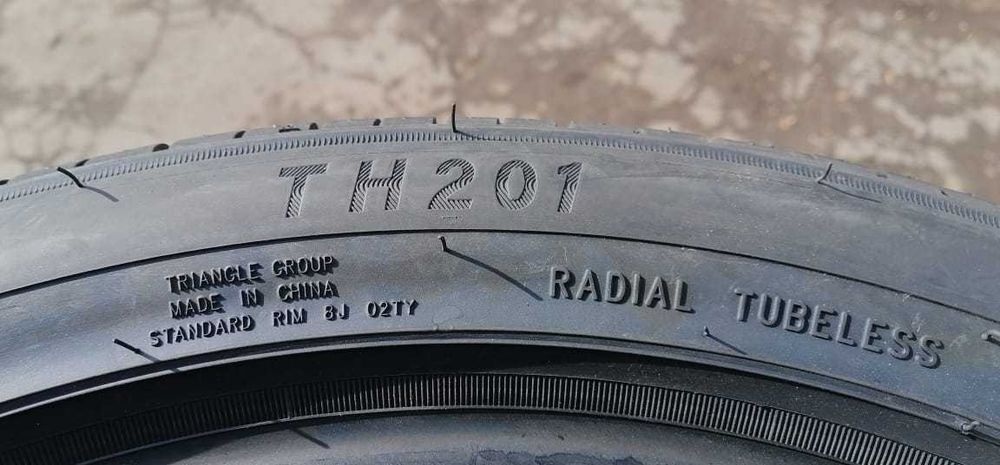 TH201
TRIANGLE GROUP
MADE IN CHINA
STANDARD RIM 8J 02TY
RADIAL TUBELESS